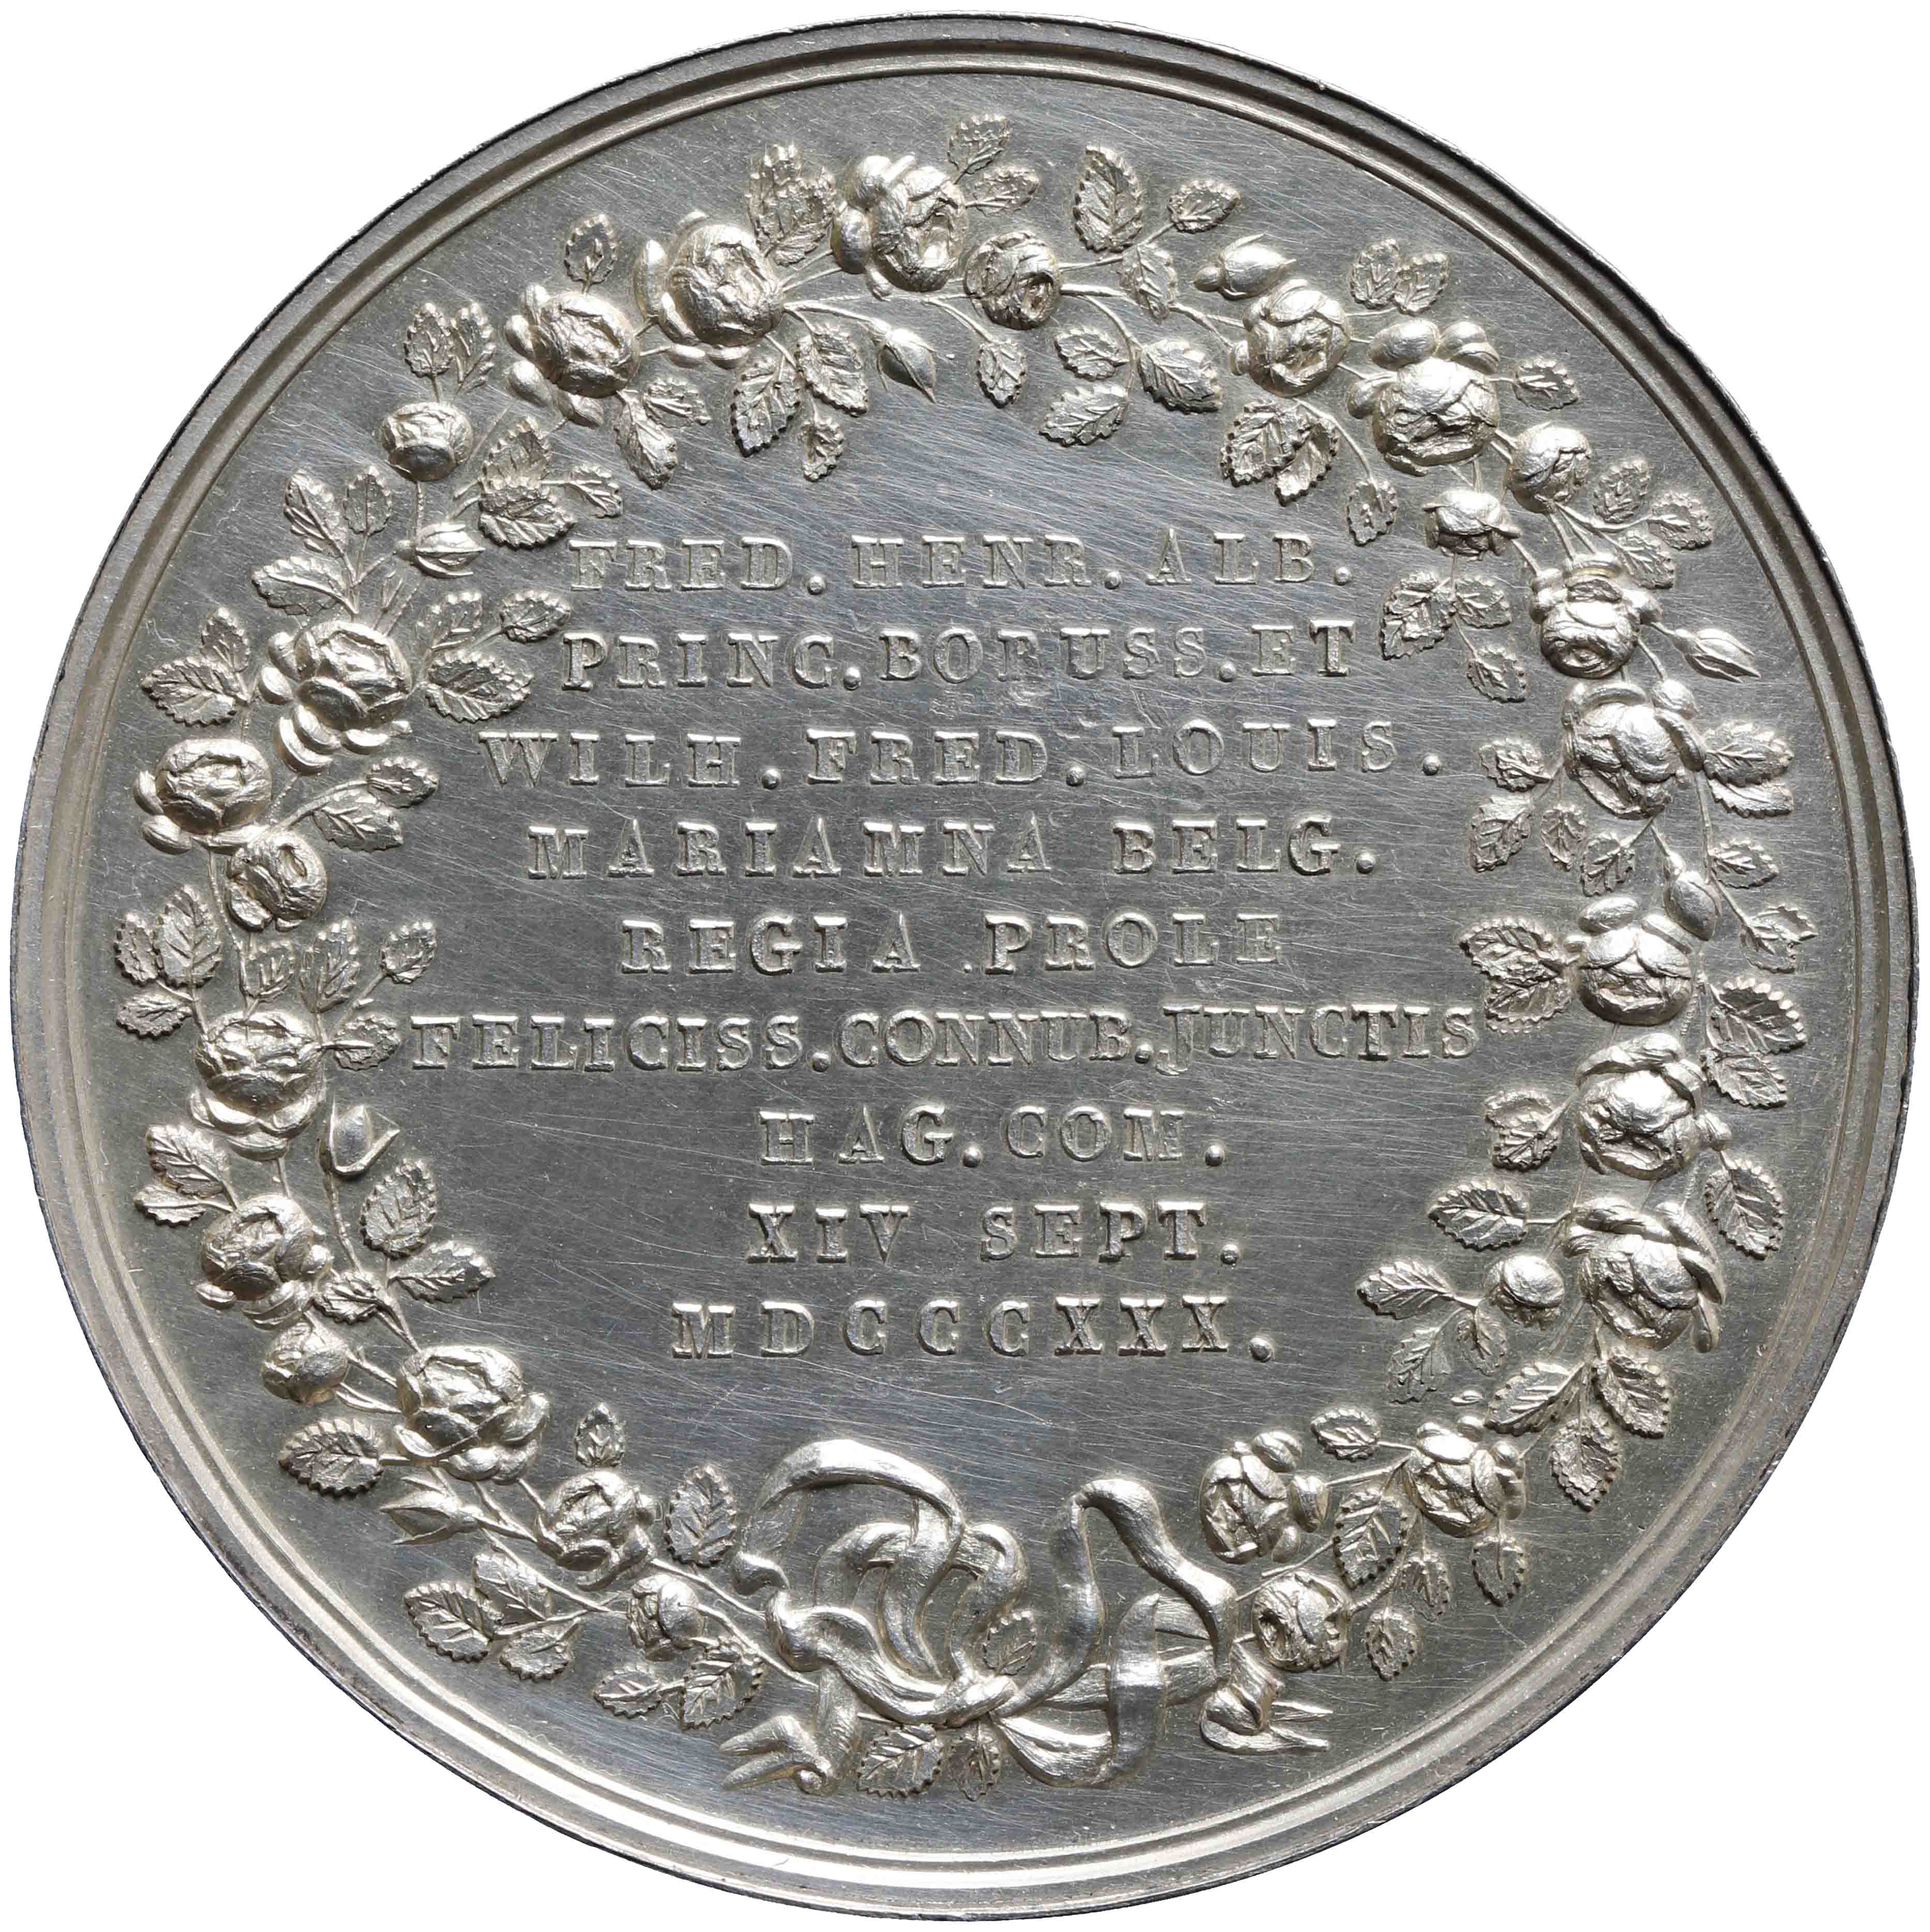 FRED. HENR. ALB.
PRINC. BORUSS. ET
WILH. FRED. LOUIS.
MARIAMNA BELG.
REGIA PROLE
FELICISS. CONNUB. JUNCTIS
HAG. COM.
XIV SEPT.
MDCCCXXX.